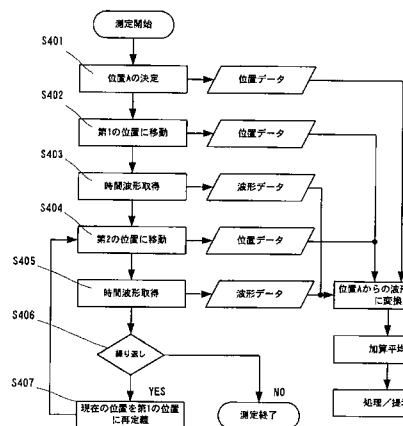 測定開始
S401
位置Aの決定
位置データ
S402
第1の位置に移動
位置データ
S403
時間波形取得
波形データ
S404
第2の位置に移動
位置データ
S405
時間波形取得
波形データ
位置Aからの波形
に変換
S406
繰り返し
加算平均
YES
NO
S407
現在の位置を第1の位置
に再定義
測定終了
処理/提示